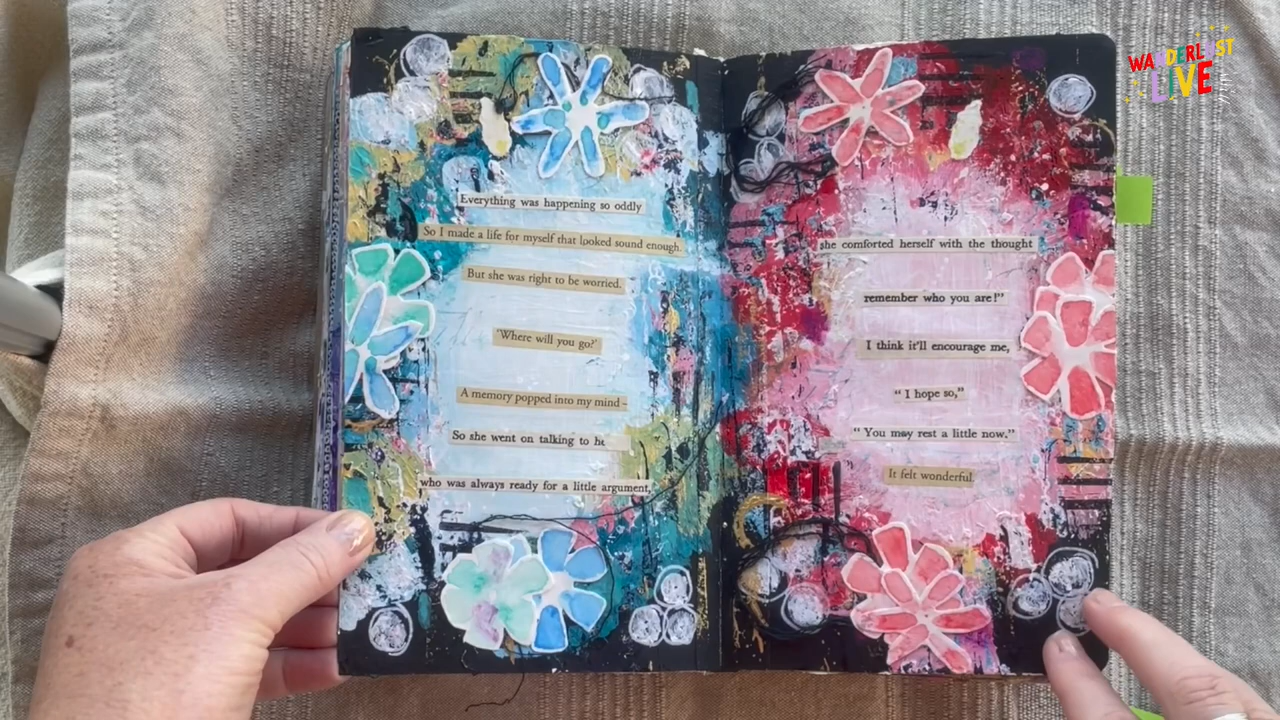 WANDERLUST
LIVE
Everything was happening so oddly
So I made a life for myself that looked sound enough.
But she was right to be worried.
'Where will you go?'
A memory popped into my mind–
So she went on talking to he
who was always ready for a little argument,
she comforted herself with the thought
remember who you are!”
I think it'll encourage me,
“ I hope so,”
“ You may rest a little now.”
It felt wonderful.